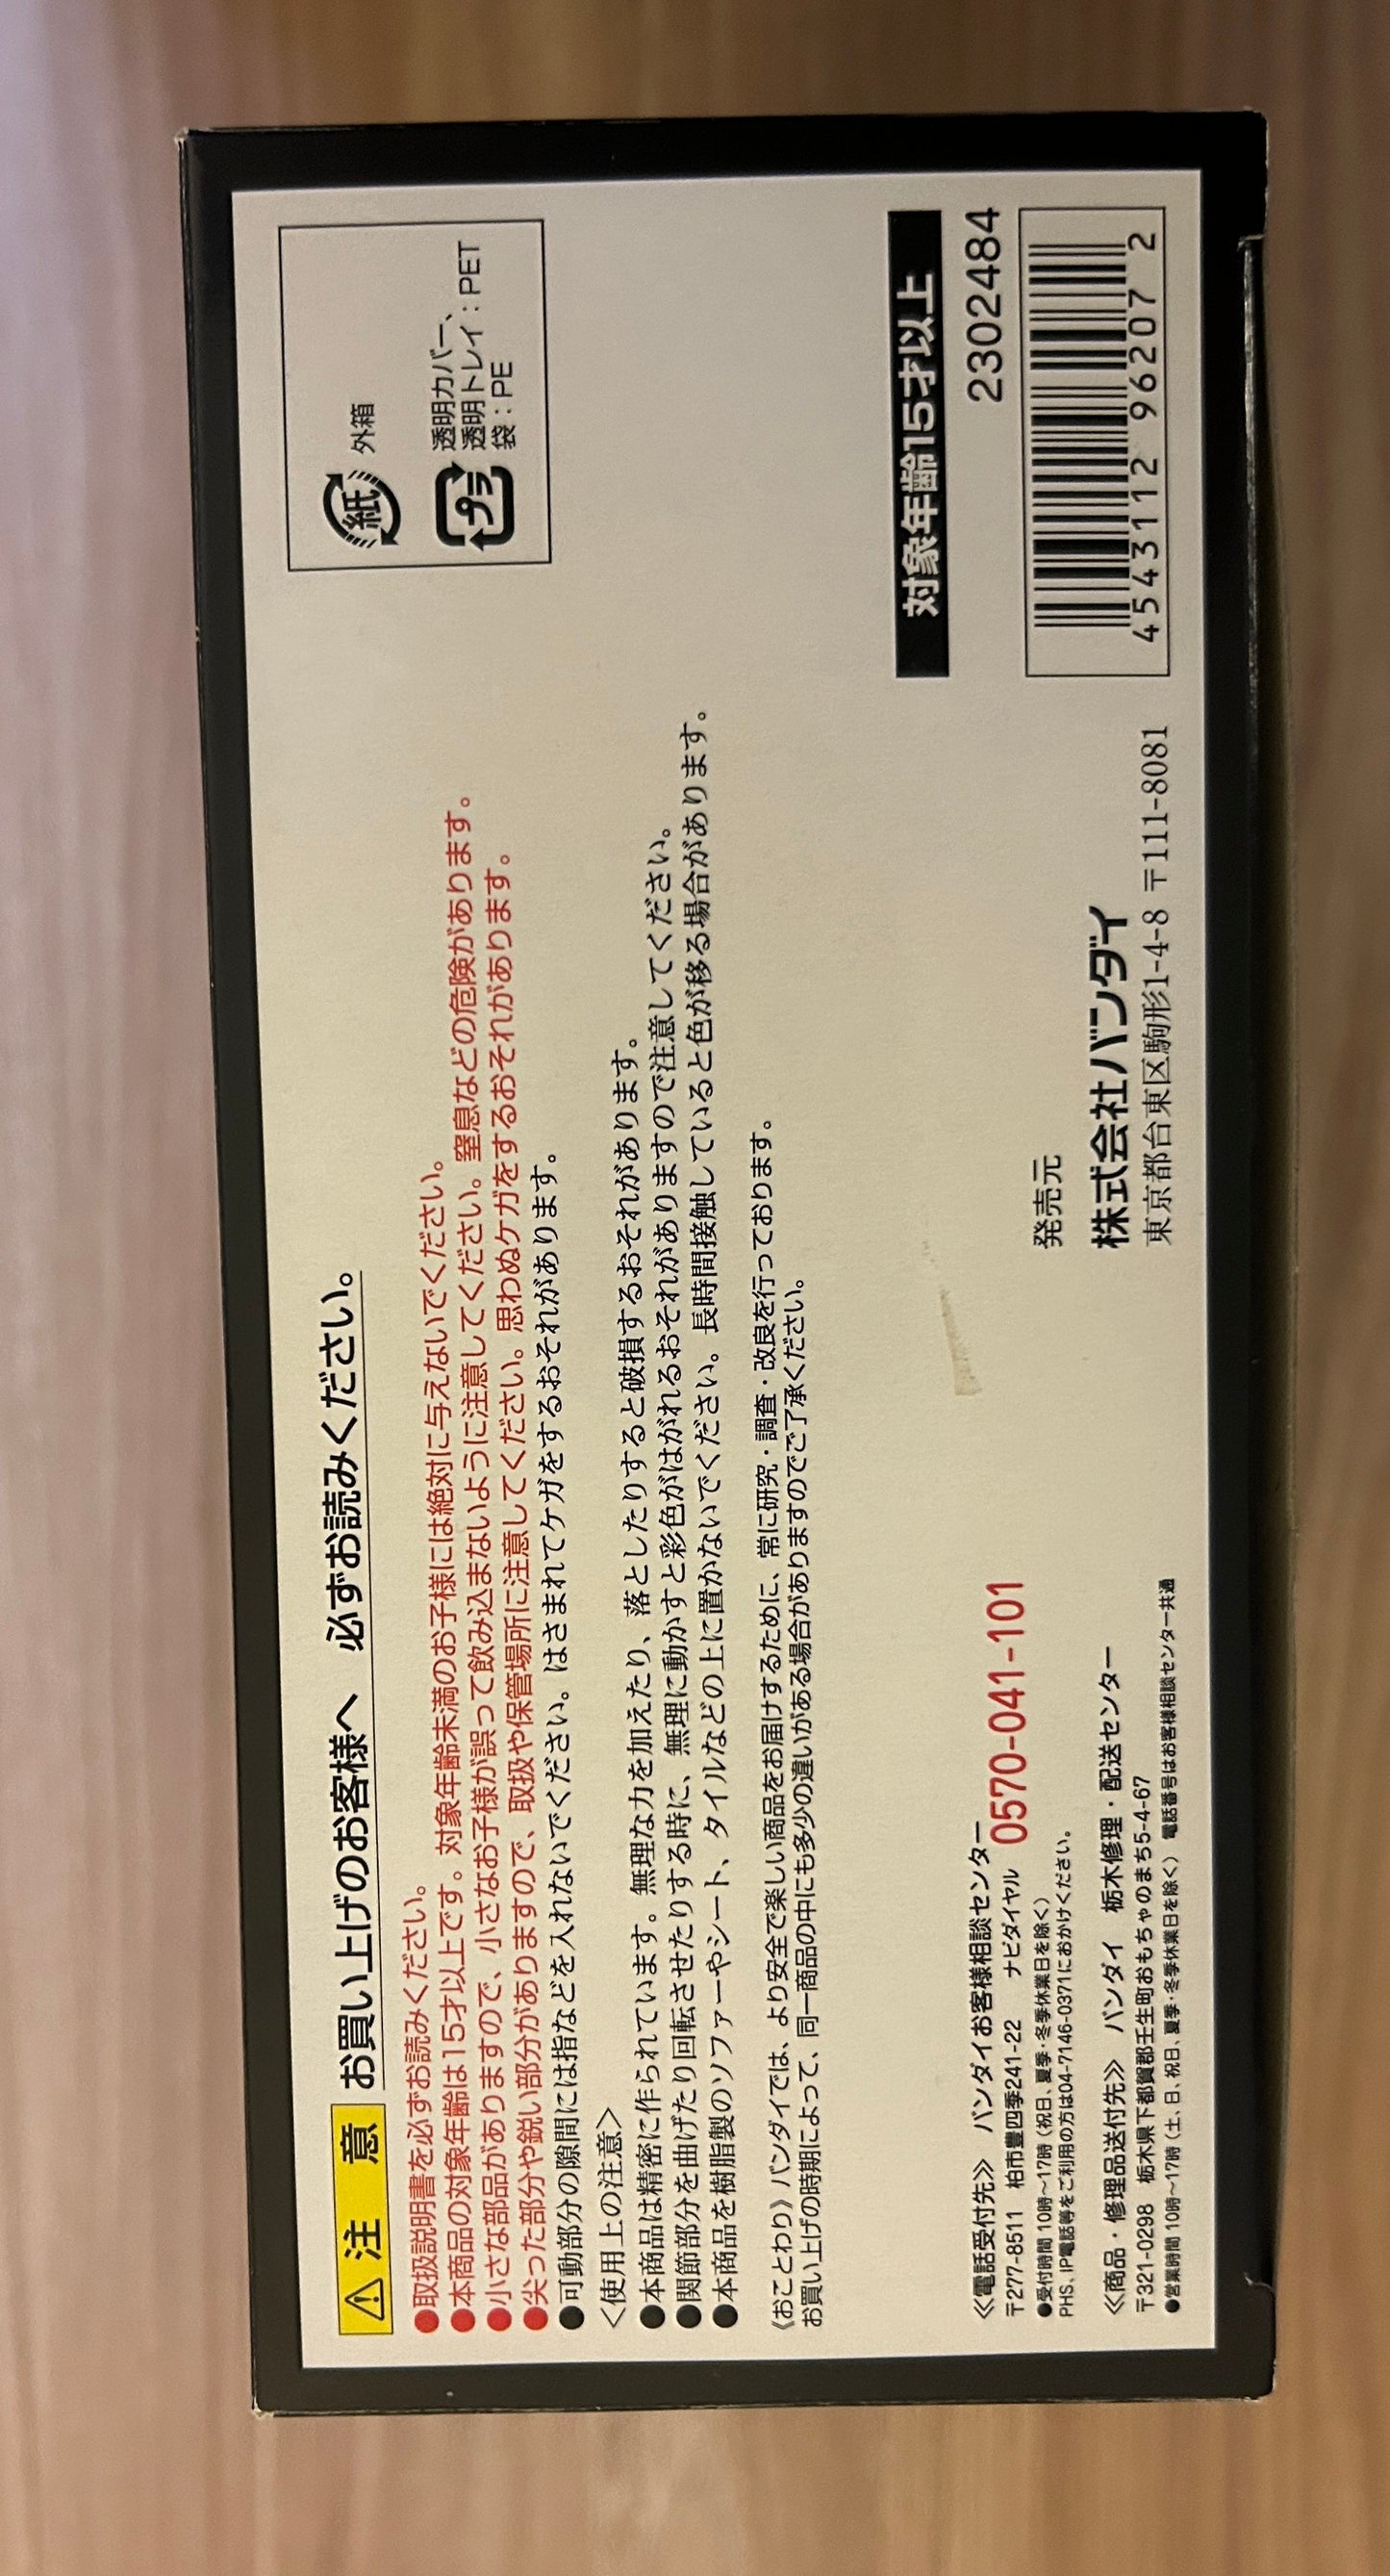 注 意 お買い上げのお客様へ 必ずお読みください。
●取扱説明書を必ずお読みください。
●本商品の対象年齢は15才以上です。対象年齢未満のお子様には絶対に与えないでください。
●小さな部品がありますので、小さなお子様が誤って飲み込まないように注意してください。窒息などの危険があります。
●尖った部分や鋭い部分がありますので、取扱や保管場所に注意してください。思わぬケガをするおそれがあります。
●可動部分の隙間には指などを入れないでください。はさまれてケガをするおそれがあります。
＜使用上の注意＞
●本商品は精密に作られています。無理な力を加えたり、落としたりすると破損するおそれがあります。
●関節部分を曲げたり回転させたりする時に、無理に動かすと彩色がはがれるおそれがありますので注意してください。
●本商品を樹脂製のソファーやシート、タイルなどの上に置かないでください。長時間接触していると色が移る場合があります。
《おことわり》バンダイでは、より安全で楽しい商品をお届けするために、常に研究・調査・改良を行っております。
お買い上げの時期によって、同一商品の中にも多少の違いがある場合がありますのでご了承ください。
紙 外箱
プラ 透明カバー、
透明トレイ：PET
袋：PE
≪電話受付先≫ バンダイお客様相談センター
〒277-8511 柏市豊四季241-22 ナビダイヤル 0570-041-101
●受付時間 10時～17時（祝日、夏季・冬季休業日を除く）
PHS、IP電話等をご利用の方は04-7146-0371におかけください。
≪商品・修理品送付先≫ バンダイ 栃木修理・配送センター
〒321-0298 栃木県下都賀郡壬生町おもちゃのまち5-4-67
●営業時間 10時～17時（土、日、祝日、夏季・冬季休業日を除く） 電話番号はお客様相談センター共通
発売元
株式会社バンダイ
東京都台東区駒形1-4-8 〒111-8081
対象年齢15才以上
2302484
4543112 962072